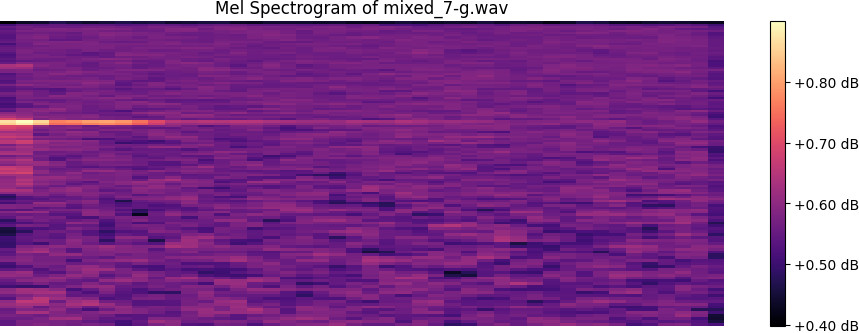 Mel Spectrogram of mixed_7-g.wav
+0.80 dB
+0.70 dB
+0.60 dB
+0.50 dB
+0.40 dB